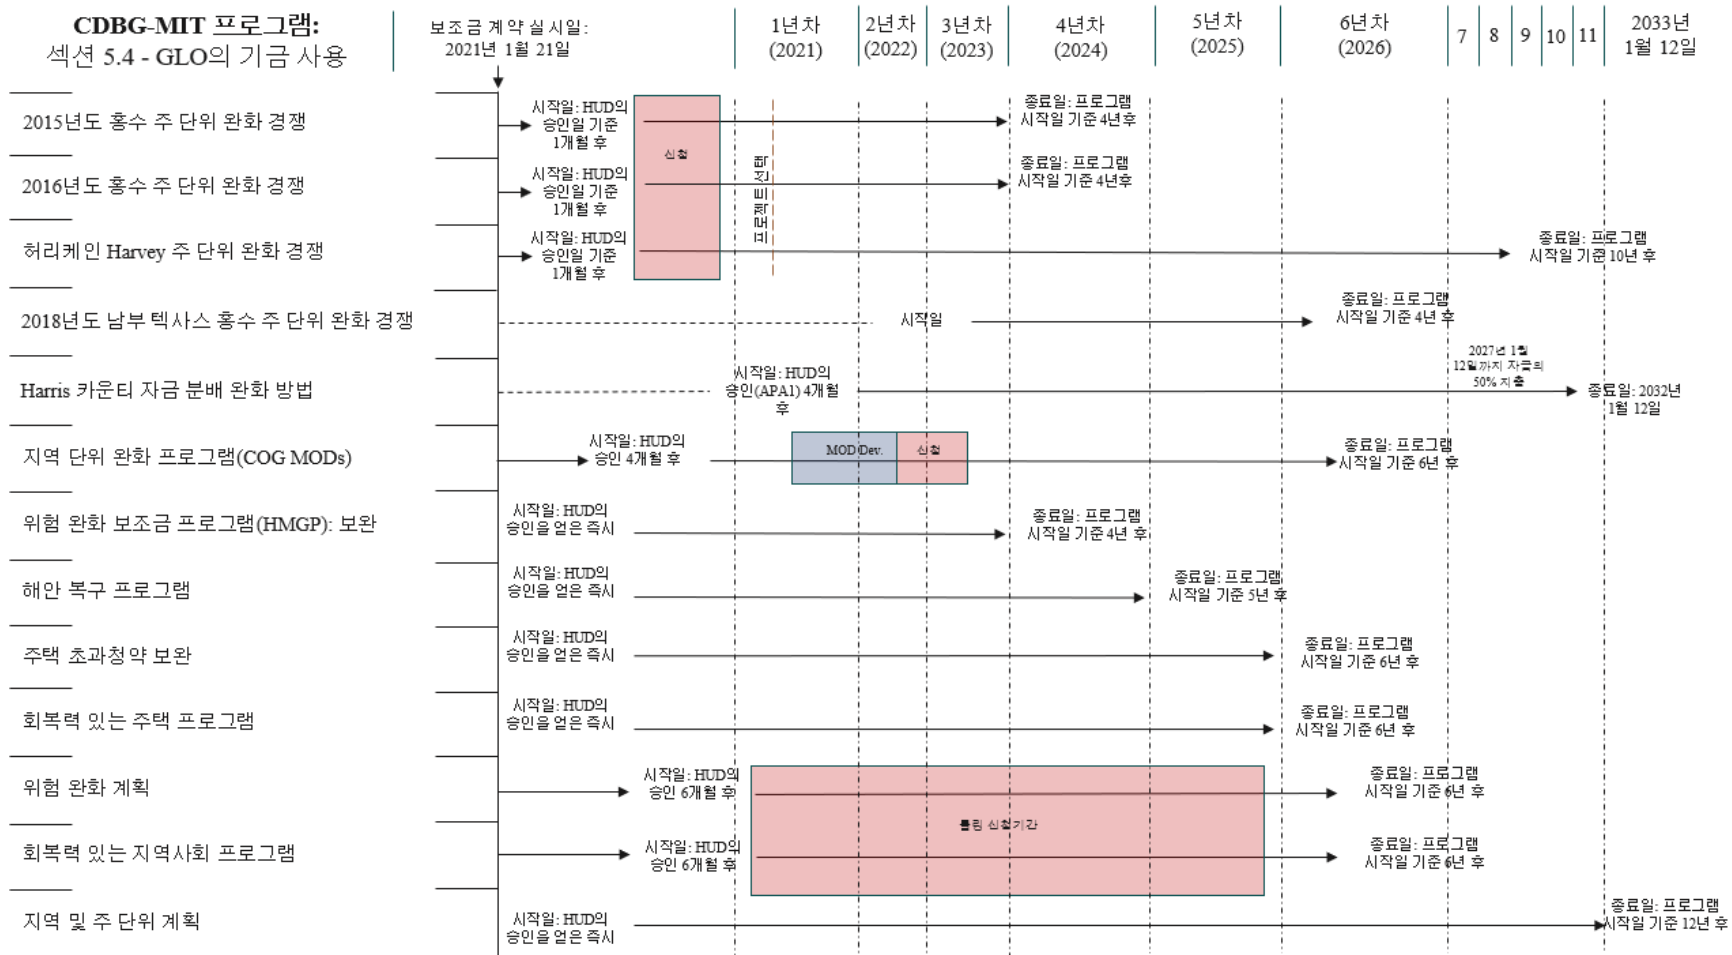 CDBG-MIT 프로그램:
섹션 5.4 - GLO의 기금 사용
보조금 계약 실시일:
2021년 1월 21일
1년차
(2021)
2년차
(2022)
3년차
(2023)
4년차
(2024)
5년차
(2025)
6년차
(2026)
7
8
9
10
11
2033년
1월 12일
2015년도 홍수 주 단위 완화 경쟁
시작일: HUD의
승인일 기준
1개월 후
신청
프로젝트 선택
종료일: 프로그램
시작일 기준 4년후
2016년도 홍수 주 단위 완화 경쟁
시작일: HUD의
승인일 기준
1개월 후
종료일: 프로그램
시작일 기준 4년후
허리케인 Harvey 주 단위 완화 경쟁
시작일: HUD의
승인일 기준
1개월 후
종료일: 프로그램
시작일 기준 10년 후
2018년도 남부 텍사스 홍수 주 단위 완화 경쟁
시작일
종료일: 프로그램
시작일 기준 4년 후
Harris 카운티 자금 분배 완화 방법
시작일: HUD의
승인(APA1) 4개월
후
2027년 1월
12일까지 자금의
50% 지출
종료일: 2032년
1월 12일
지역 단위 완화 프로그램(COG MODs)
시작일: HUD의
승인 4개월 후
MOD Dev.
신청
종료일: 프로그램
시작일 기준 6년 후
위험 완화 보조금 프로그램(HMGP): 보완
시작일: HUD의
승인을 얻은 즉시
종료일: 프로그램
시작일 기준 4년 후
해안 복구 프로그램
시작일: HUD의
승인을 얻은 즉시
종료일: 프로그램
시작일 기준 5년 후
주택 초과청약 보완
시작일: HUD의
승인을 얻은 즉시
종료일: 프로그램
시작일 기준 6년 후
회복력 있는 주택 프로그램
시작일: HUD의
승인을 얻은 즉시
종료일: 프로그램
시작일 기준 6년 후
위험 완화 계획
시작일: HUD의
승인 6개월 후
종료일: 프로그램
시작일 기준 6년 후
롤링 신청기간
회복력 있는 지역사회 프로그램
시작일: HUD의
승인 6개월 후
종료일: 프로그램
시작일 기준 6년 후
지역 및 주 단위 계획
시작일: HUD의
승인을 얻은 즉시
종료일: 프로그램
시작일 기준 12년 후